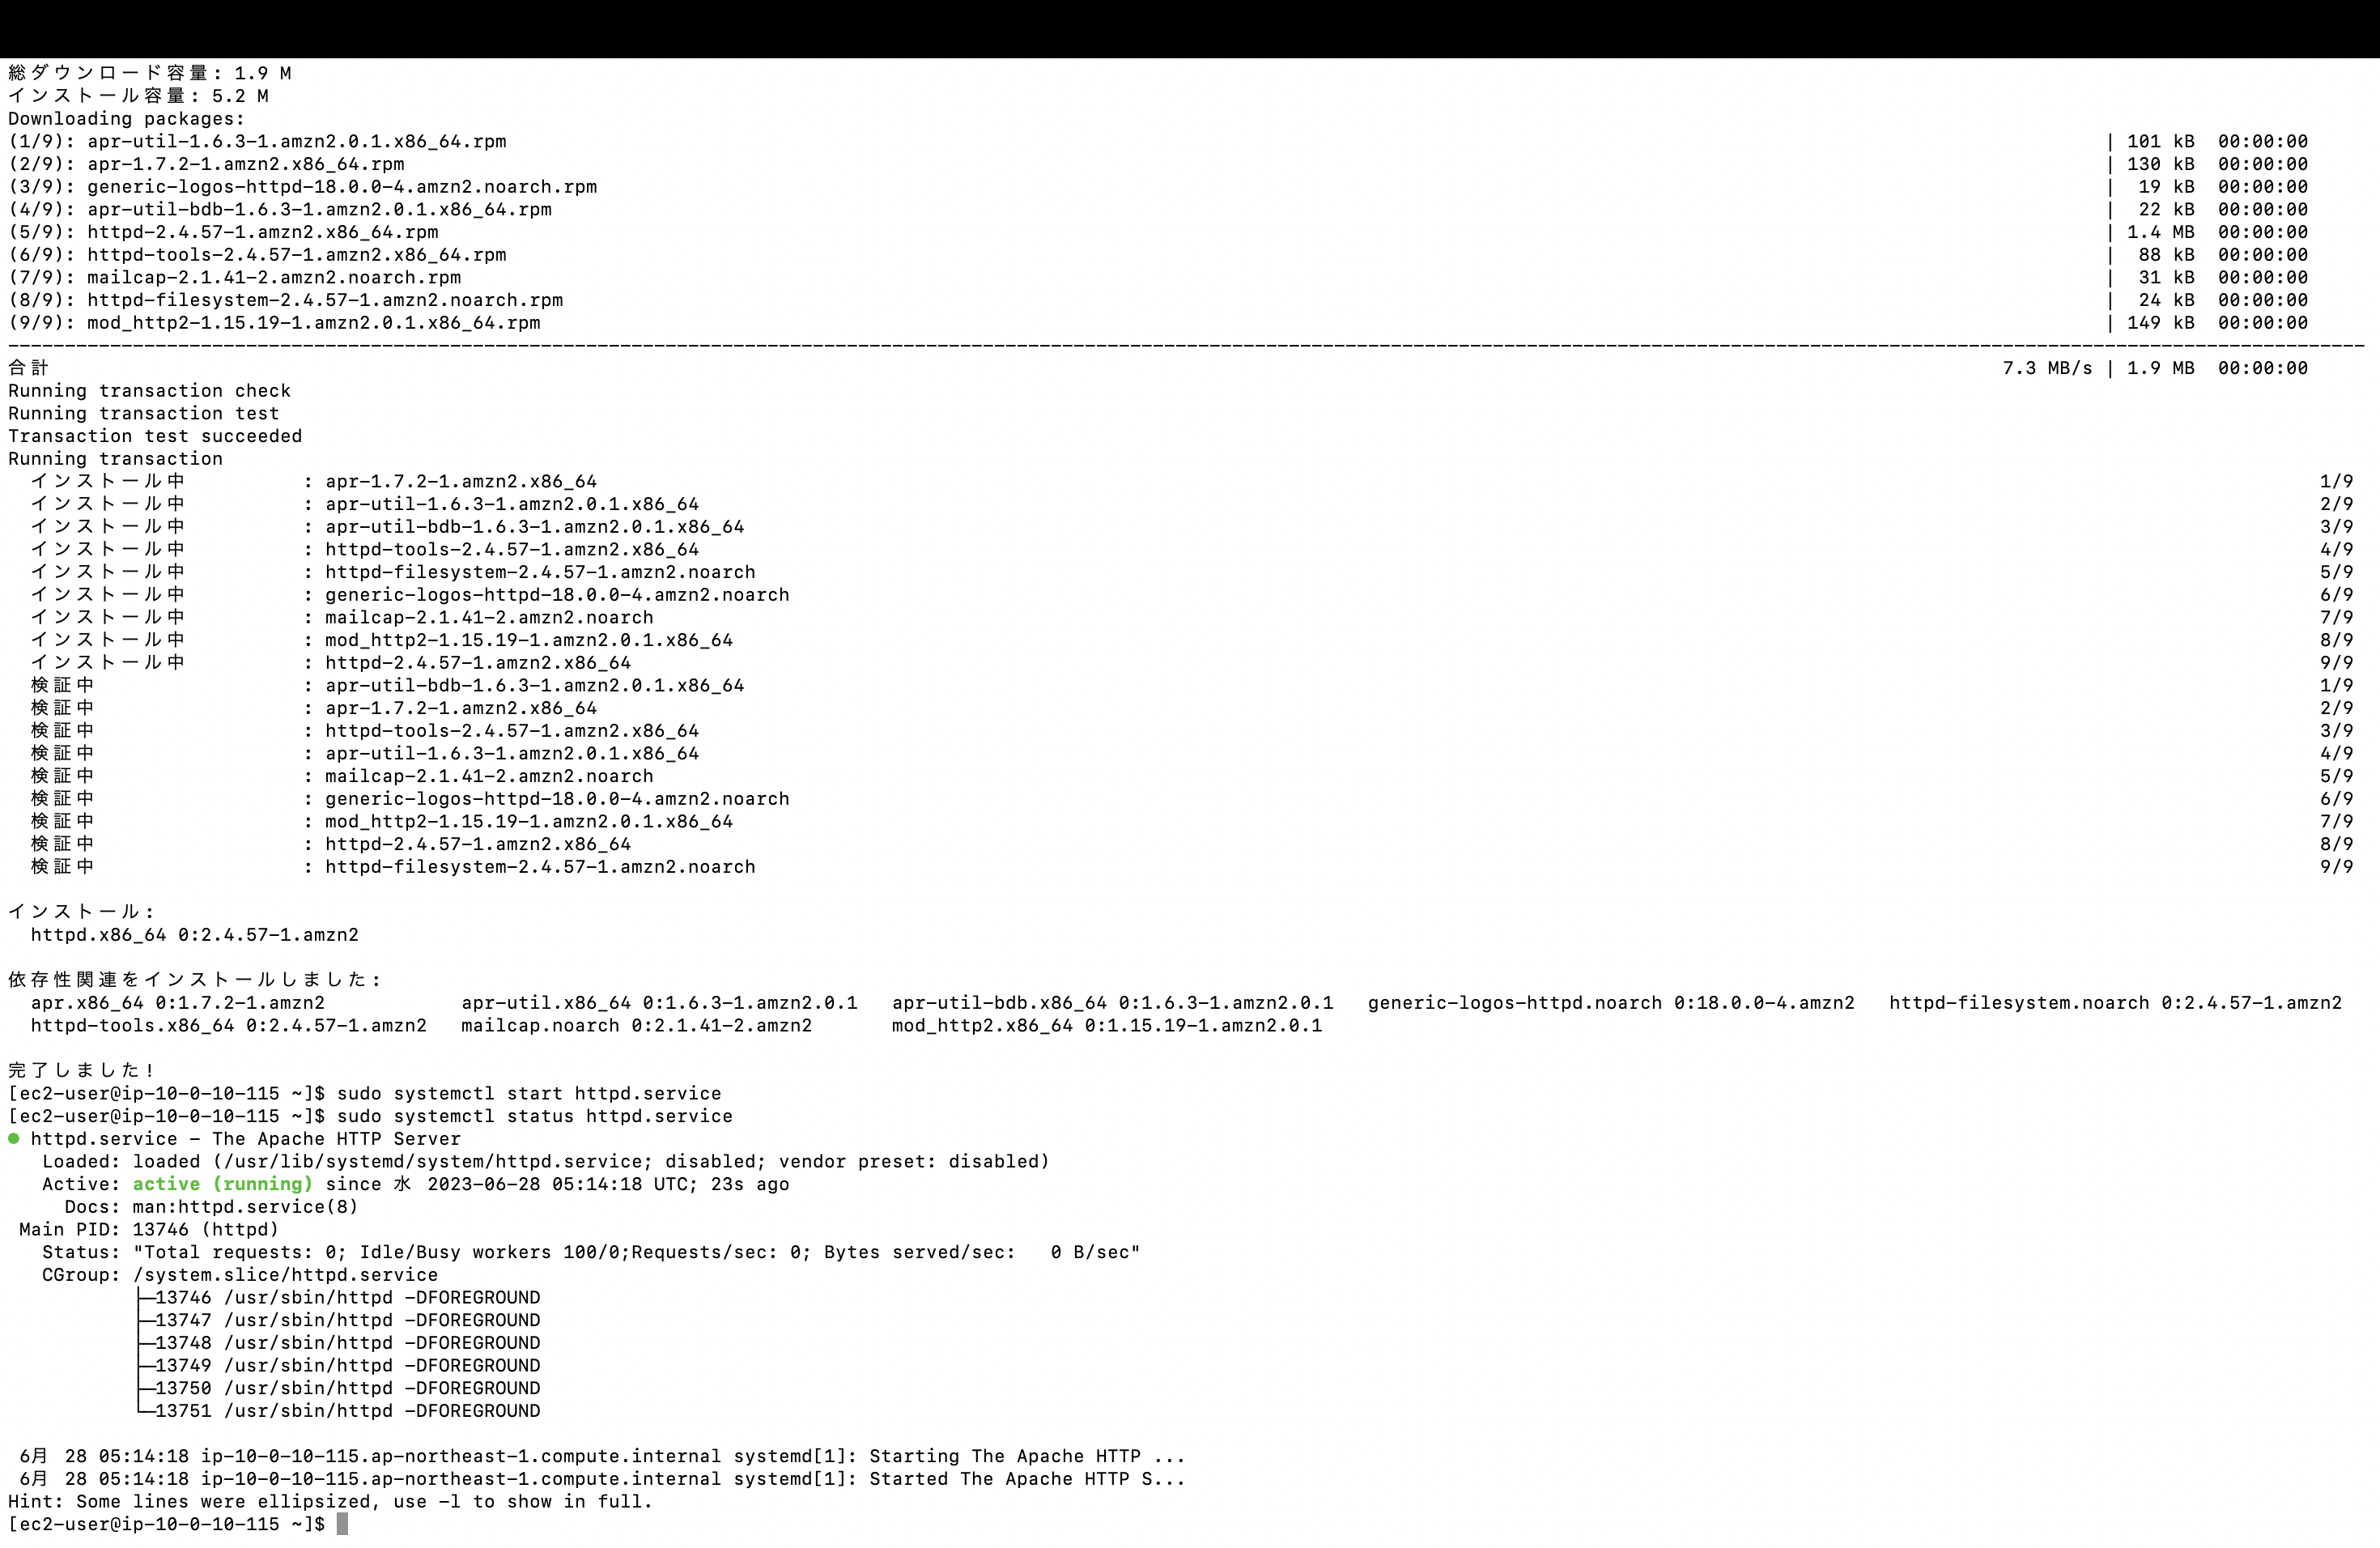 総ダウンロード容量: 1.9 M
インストール容量: 5.2 M
Downloading packages:
(1/9): apr-util-1.6.3-1.amzn2.0.1.x86_64.rpm | 101 kB 00:00:00
(2/9): apr-1.7.2-1.amzn2.x86_64.rpm | 130 kB 00:00:00
(3/9): generic-logos-httpd-18.0.0-4.amzn2.noarch.rpm | 19 kB 00:00:00
(4/9): apr-util-bdb-1.6.3-1.amzn2.0.1.x86_64.rpm | 22 kB 00:00:00
(5/9): httpd-2.4.57-1.amzn2.x86_64.rpm | 1.4 MB 00:00:00
(6/9): httpd-tools-2.4.57-1.amzn2.x86_64.rpm | 88 kB 00:00:00
(7/9): mailcap-2.1.41-2.amzn2.noarch.rpm | 31 kB 00:00:00
(8/9): httpd-filesystem-2.4.57-1.amzn2.noarch.rpm | 24 kB 00:00:00
(9/9): mod_http2-1.15.19-1.amzn2.0.1.x86_64.rpm | 149 kB 00:00:00
--------------------------------------------------------------------------------
合計 7.3 MB/s | 1.9 MB 00:00:00
Running transaction check
Running transaction test
Transaction test succeeded
Running transaction
インストール中 : apr-1.7.2-1.amzn2.x86_64 1/9
インストール中 : apr-util-1.6.3-1.amzn2.0.1.x86_64 2/9
インストール中 : apr-util-bdb-1.6.3-1.amzn2.0.1.x86_64 3/9
インストール中 : httpd-tools-2.4.57-1.amzn2.x86_64 4/9
インストール中 : httpd-filesystem-2.4.57-1.amzn2.noarch 5/9
インストール中 : generic-logos-httpd-18.0.0-4.amzn2.noarch 6/9
インストール中 : mailcap-2.1.41-2.amzn2.noarch 7/9
インストール中 : mod_http2-1.15.19-1.amzn2.0.1.x86_64 8/9
インストール中 : httpd-2.4.57-1.amzn2.x86_64 9/9
検証中 : apr-util-bdb-1.6.3-1.amzn2.0.1.x86_64 1/9
検証中 : apr-1.7.2-1.amzn2.x86_64 2/9
検証中 : httpd-tools-2.4.57-1.amzn2.x86_64 3/9
検証中 : apr-util-1.6.3-1.amzn2.0.1.x86_64 4/9
検証中 : mailcap-2.1.41-2.amzn2.noarch 5/9
検証中 : generic-logos-httpd-18.0.0-4.amzn2.noarch 6/9
検証中 : mod_http2-1.15.19-1.amzn2.0.1.x86_64 7/9
検証中 : httpd-2.4.57-1.amzn2.x86_64 8/9
検証中 : httpd-filesystem-2.4.57-1.amzn2.noarch 9/9
インストール:
httpd.x86_64 0:2.4.57-1.amzn2
依存性関連をインストールしました:
apr.x86_64 0:1.7.2-1.amzn2 apr-util.x86_64 0:1.6.3-1.amzn2.0.1 apr-util-bdb.x86_64 0:1.6.3-1.amzn2.0.1 generic-logos-httpd.noarch 0:18.0.0-4.amzn2 httpd-filesystem.noarch 0:2.4.57-1.amzn2
httpd-tools.x86_64 0:2.4.57-1.amzn2 mailcap.noarch 0:2.1.41-2.amzn2 mod_http2.x86_64 0:1.15.19-1.amzn2.0.1
完了しました!
[ec2-user@ip-10-0-10-115 ~]$ sudo systemctl start httpd.service
[ec2-user@ip-10-0-10-115 ~]$ sudo systemctl status httpd.service
● httpd.service - The Apache HTTP Server
Loaded: loaded (/usr/lib/systemd/system/httpd.service; disabled; vendor preset: disabled)
Active: active (running) since 水 2023-06-28 05:14:18 UTC; 23s ago
Docs: man:httpd.service(8)
Main PID: 13746 (httpd)
Status: "Total requests: 0; Idle/Busy workers 100/0;Requests/sec: 0; Bytes served/sec:   0 B/sec"
CGroup: /system.slice/httpd.service
├─13746 /usr/sbin/httpd -DFOREGROUND
├─13747 /usr/sbin/httpd -DFOREGROUND
├─13748 /usr/sbin/httpd -DFOREGROUND
├─13749 /usr/sbin/httpd -DFOREGROUND
├─13750 /usr/sbin/httpd -DFOREGROUND
└─13751 /usr/sbin/httpd -DFOREGROUND
6月 28 05:14:18 ip-10-0-10-115.ap-northeast-1.compute.internal systemd[1]: Starting The Apache HTTP ...
6月 28 05:14:18 ip-10-0-10-115.ap-northeast-1.compute.internal systemd[1]: Started The Apache HTTP S...
Hint: Some lines were ellipsized, use -l to show in full.
[ec2-user@ip-10-0-10-115 ~]$